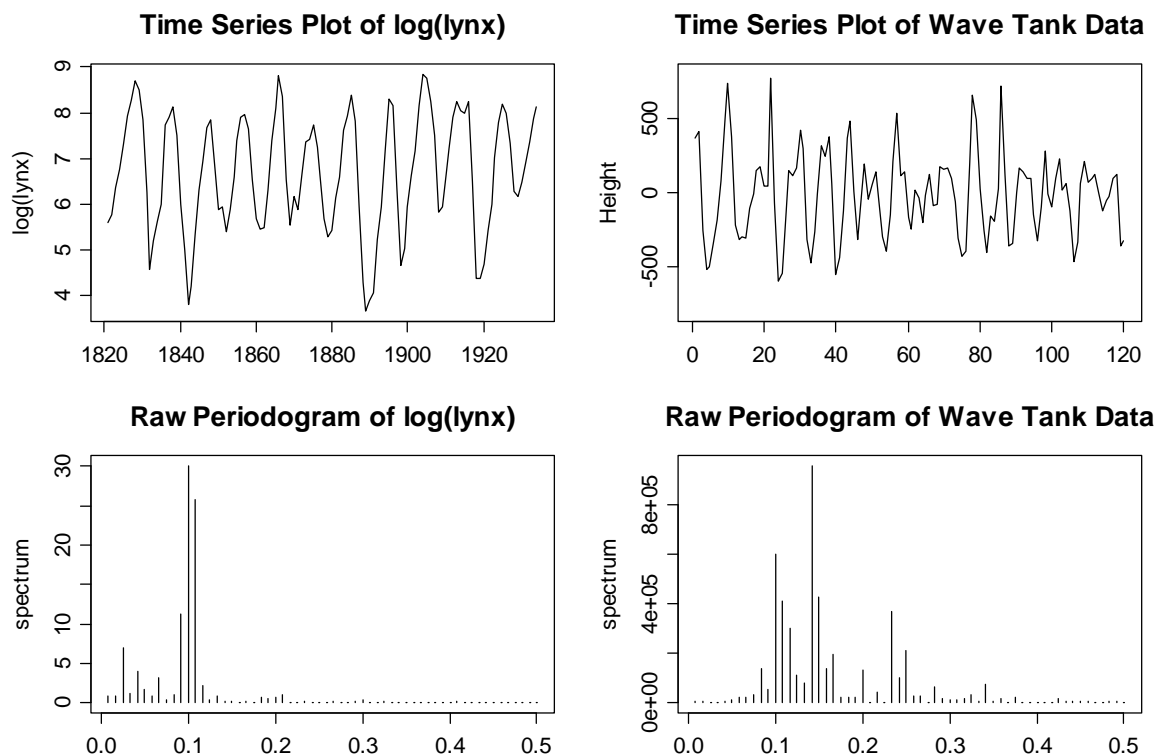 Time Series Plot of log(lynx)
log(lynx)
9
8
7
6
5
4
1820 1840 1860 1880 1900 1920
Time Series Plot of Wave Tank Data
Height
500
0
-500
0 20 40 60 80 100 120
Raw Periodogram of log(lynx)
spectrum
30
20
10
5
0
0.0 0.1 0.2 0.3 0.4 0.5
Raw Periodogram of Wave Tank Data
spectrum
8e+05
4e+05
0e+00
0.0 0.1 0.2 0.3 0.4 0.5